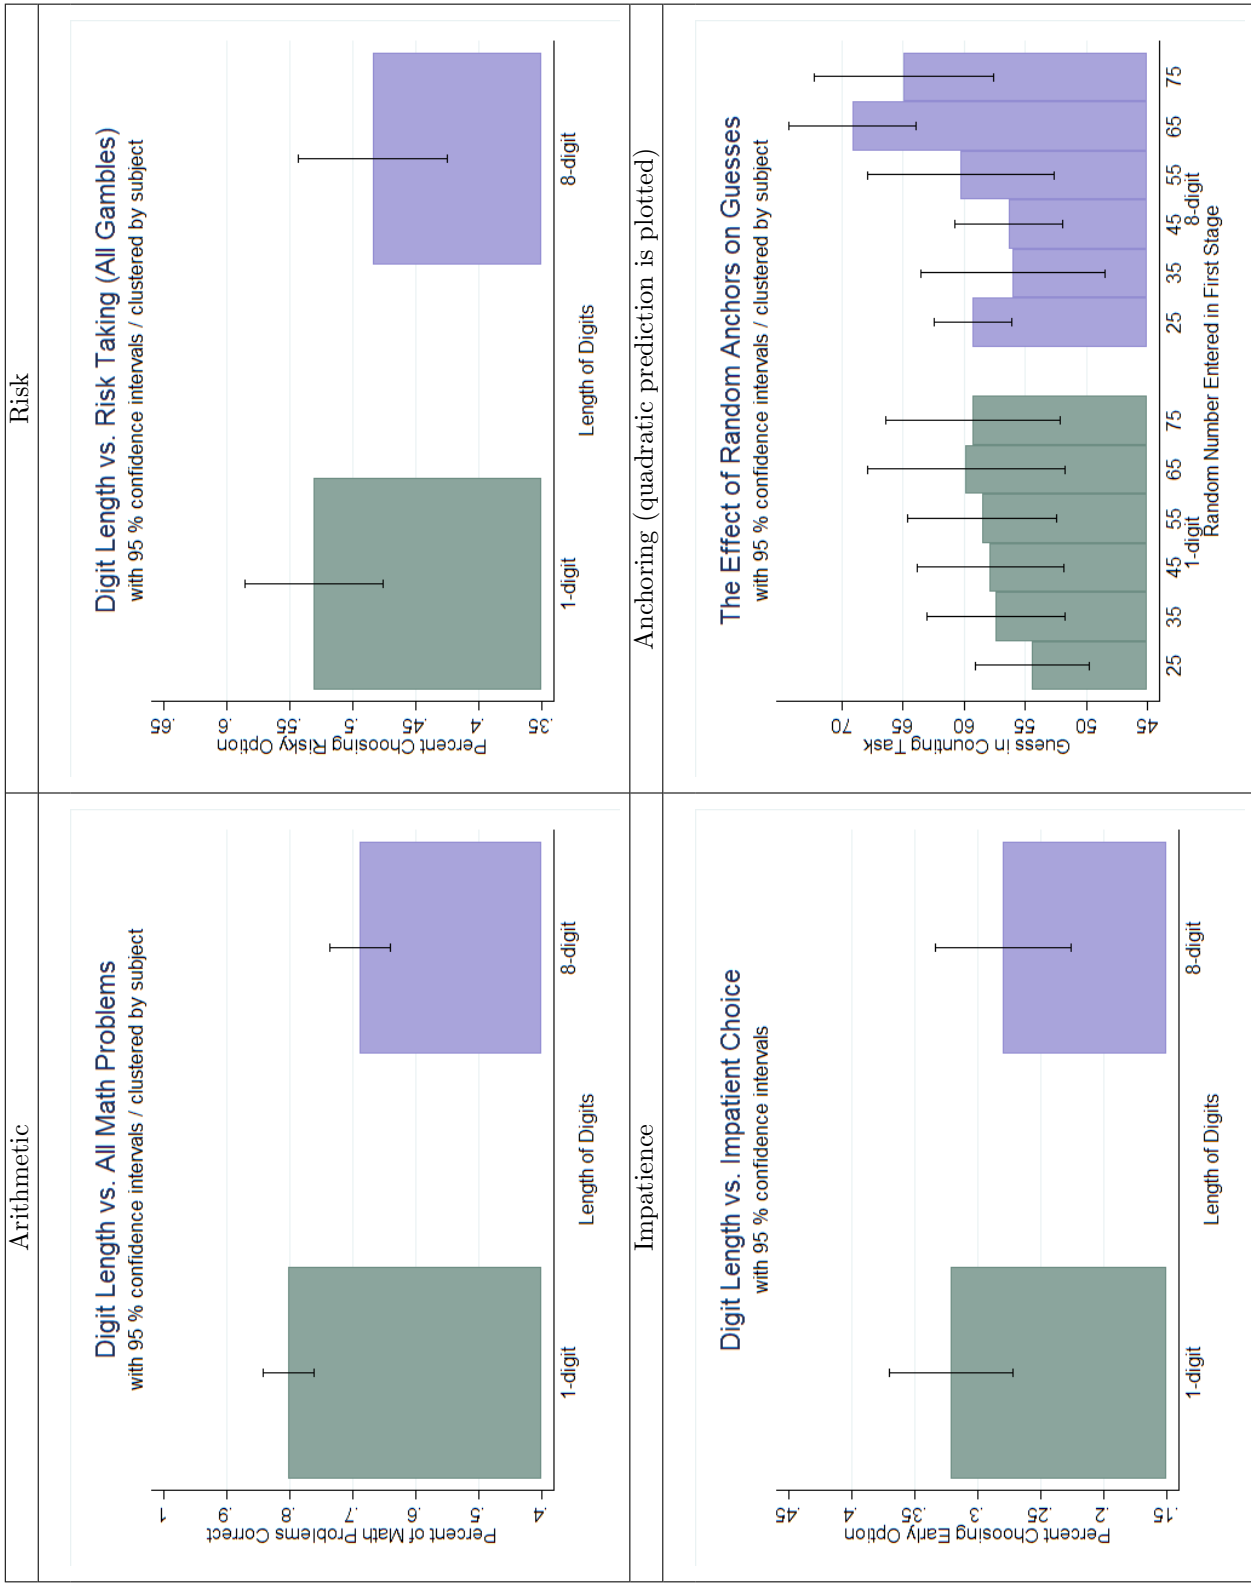 Arithmetic
Digit Length vs. All Math Problems
with 95 % confidence intervals / clustered by subject
Percent of Math Problems Correct
1
.9
.8
.7
.6
.5
.4
1-digit
8-digit
Length of Digits
Risk
Digit Length vs. Risk Taking (All Gambles)
with 95 % confidence intervals / clustered by subject
Percent Choosing Risky Option
.65
.6
.55
.5
.45
.4
.35
1-digit
8-digit
Length of Digits
Impatience
Digit Length vs. Impatient Choice
with 95 % confidence intervals
Percent Choosing Early Option
.45
.4
.35
.3
.25
.2
.15
1-digit
8-digit
Length of Digits
Anchoring (quadratic prediction is plotted)
The Effect of Random Anchors on Guesses
with 95 % confidence intervals / clustered by subject
Guess in Counting Task
70
65
60
55
50
45
25 35 45 55 65 75 25 35 45 55 65 75
1-digit 8-digit
Random Number Entered in First Stage